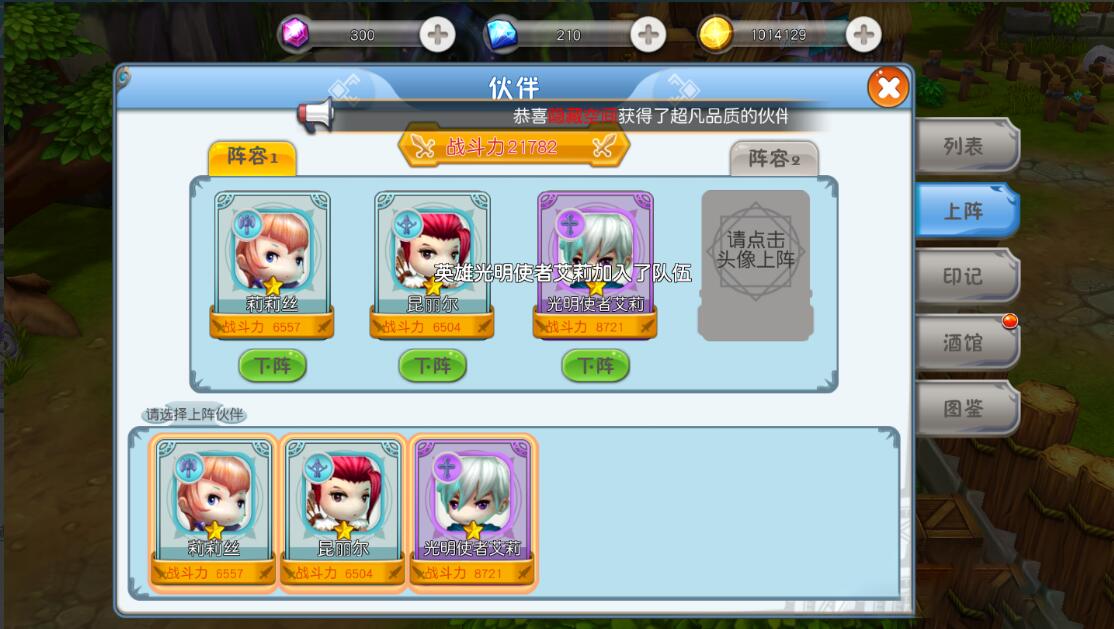 300
210
1014129
伙伴
恭喜隐藏空间获得了超凡品质的伙伴
战斗力21782
阵容1
阵容2
列表
上阵
印记
酒馆
图鉴
请点击
头像上阵
英雄光明使者艾莉加入了队伍
莉莉丝
昆丽尔
光明使者艾莉
战斗力 6557
战斗力 6504
战斗力 8721
下阵
下阵
下阵
请选择上阵伙伴
莉莉丝
昆丽尔
光明使者艾莉
战斗力 6557
战斗力 6504
战斗力 8721